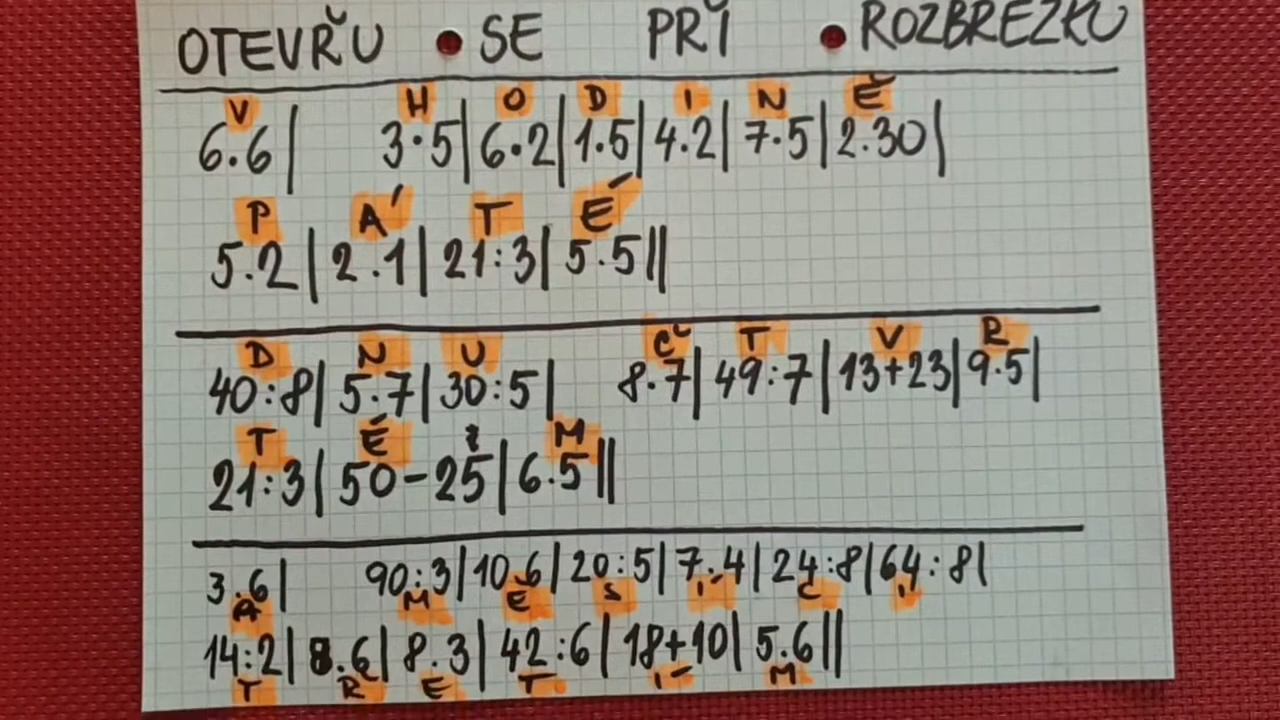 OTEVŘU • SE PŘI • ROZBŘEZKU
V H O D I N Ě
6.6| 3·5|6·2|1·5|4.2|7·5|2.30|
P Á T É
5.2|2.1|21:3|5.5||
D N U Č T V R
40:8|5.7|30:5| 8.7|49:7|13+23|9.5|
T É M
21:3|50-25|6.5||
3.6| 90:3|10.6|20:5|7.4|24:8|64:8|
A M Ě S Í C I
14:2|8.6|8.3|42:6|18+10|5.6||
T Ř E T Í M